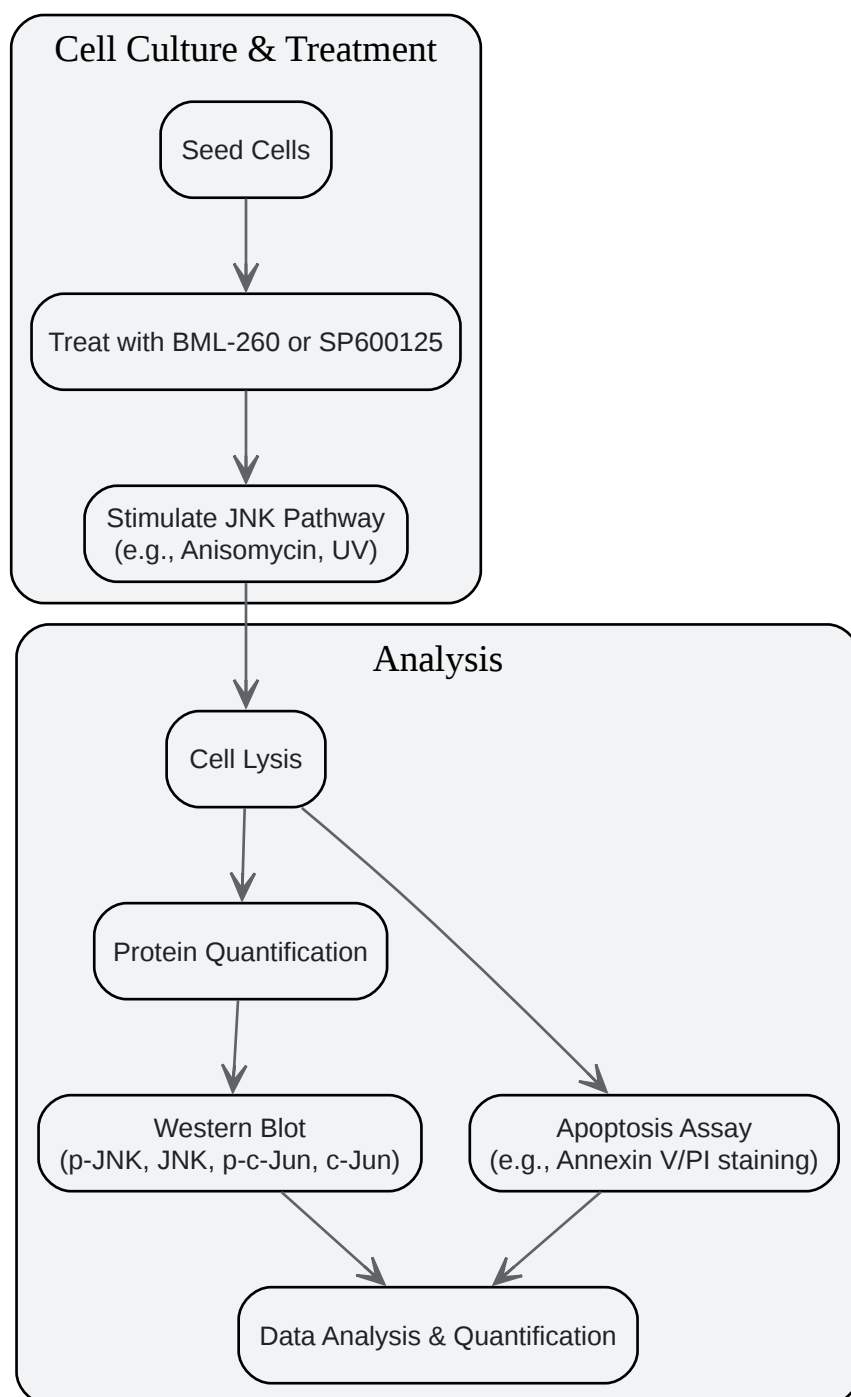 Cell Culture & Treatment
Seed Cells
Treat with BML-260 or SP600125
Stimulate JNK Pathway
(e.g., Anisomycin, UV)
Analysis
Cell Lysis
Protein Quantification
Western Blot
(p-JNK, JNK, p-c-Jun, c-Jun)
Apoptosis Assay
(e.g., Annexin V/PI staining)
Data Analysis & Quantification